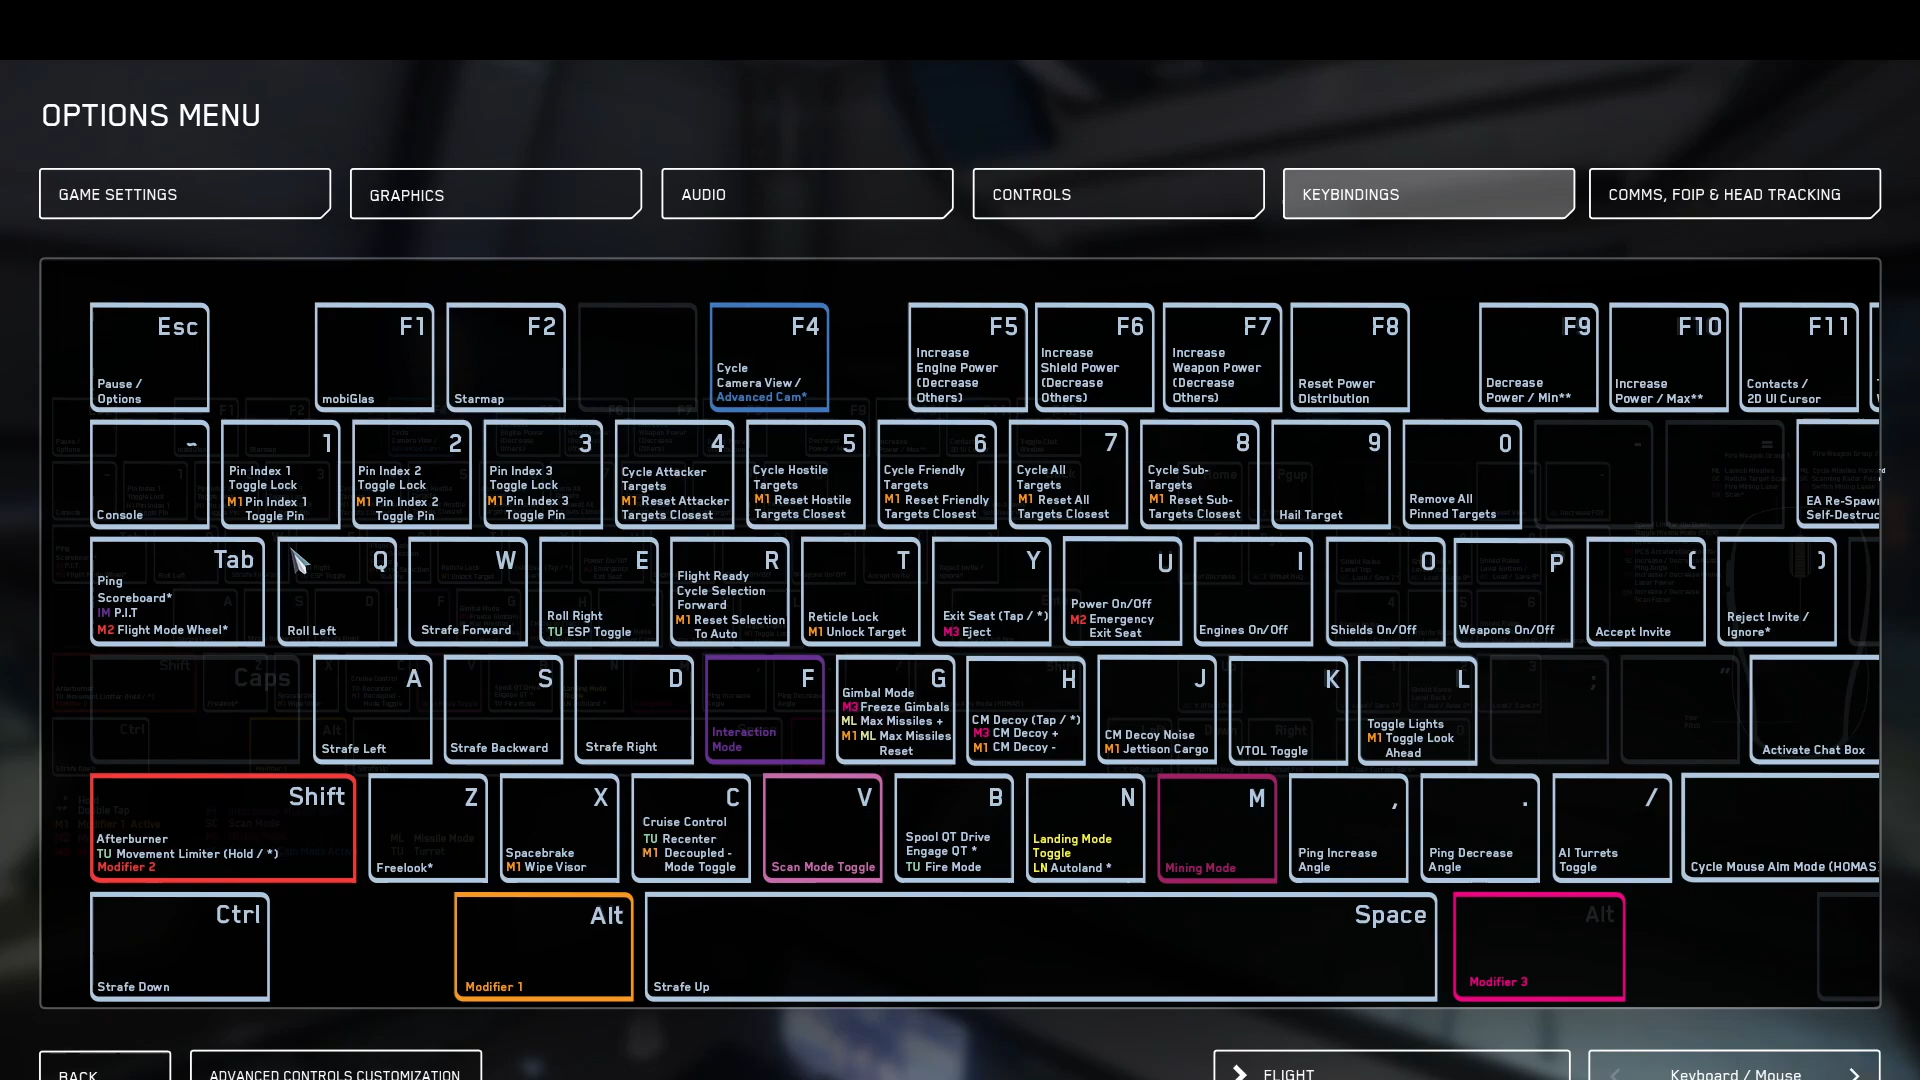 OPTIONS MENU
GAME SETTINGS
GRAPHICS
AUDIO
CONTROLS
KEYBINDINGS
COMMS, FOIP & HEAD TRACKING
Esc
Pause /
Options
F1
mobiGlas
F2
Starmap
F4
Cycle
Camera View /
Advanced Cam*
F5
Increase
Engine Power
(Decrease
Others)
F6
Increase
Shield Power
(Decrease
Others)
F7
Increase
Weapon Power
(Decrease
Others)
F8
Reset Power
Distribution
F9
Decrease
Power / Min**
F10
Increase
Power / Max**
F11
Contacts /
2D UI Cursor
~
Console
1
Pin Index 1
Toggle Lock
M1 Pin Index 1
Toggle Pin
2
Pin Index 2
Toggle Lock
M1 Pin Index 2
Toggle Pin
3
Pin Index 3
Toggle Lock
M1 Pin Index 3
Toggle Pin
4
Cycle Attacker
Targets
M1 Reset Attacker
Targets Closest
5
Cycle Hostile
Targets
M1 Reset Hostile
Targets Closest
6
Cycle Friendly
Targets
M1 Reset Friendly
Targets Closest
7
Cycle All
Targets
M1 Reset All
Targets Closest
8
Cycle Sub-
Targets
M1 Reset Sub-
Targets Closest
9
Hail Target
0
Remove All
Pinned Targets
-
=
EA Re-Spaw
Self-Destruc
Tab
Ping
Scoreboard*
IM P.I.T
M2 Flight Mode Wheel*
Q
Roll Left
W
Strafe Forward
E
Roll Right
TU ESP Toggle
R
Flight Ready
Cycle Selection
Forward
M1 Reset Selection
To Auto
T
Reticle Lock
M1 Unlock Target
Y
Exit Seat (Tap / *)
M3 Eject
U
Power On/Off
M2 Emergency
Exit Seat
I
Engines On/Off
O
Shields On/Off
P
Weapons On/Off
(
Accept Invite
)
Reject Invite /
Ignore*
Caps
A
Strafe Left
S
Strafe Backward
D
Strafe Right
F
Interaction
Mode
G
Gimbal Mode
M3 Freeze Gimbals
ML Max Missiles +
M1 ML Max Missiles
Reset
H
CM Decoy (Tap / *)
M3 CM Decoy +
M1 CM Decoy -
J
CM Decoy Noise
M1 Jettison Cargo
K
VTOL Toggle
L
Toggle Lights
M1 Toggle Look
Ahead
;
"
Activate Chat Box
Shift
Afterburner
TU Movement Limiter (Hold / *)
Modifier 2
Z
Freelook*
X
Spacebrake
M1 Wipe Visor
C
Cruise Control
TU Recenter
M1 Decoupled -
Mode Toggle
V
Scan Mode Toggle
B
Spool QT Drive
Engage QT *
TU Fire Mode
N
Landing Mode
Toggle
LN Autoland *
M
Mining Mode
,
Ping Increase
Angle
.
Ping Decrease
Angle
/
AI Turrets
Toggle
Cycle Mouse AIm Mode (HOMAS
Ctrl
Strafe Down
Alt
Modifier 1
Space
Strafe Up
Alt
Modifier 3
BACK
ADVANCED CONTROLS CUSTOMIZATION
FLIGHT
Keyboard / Mouse